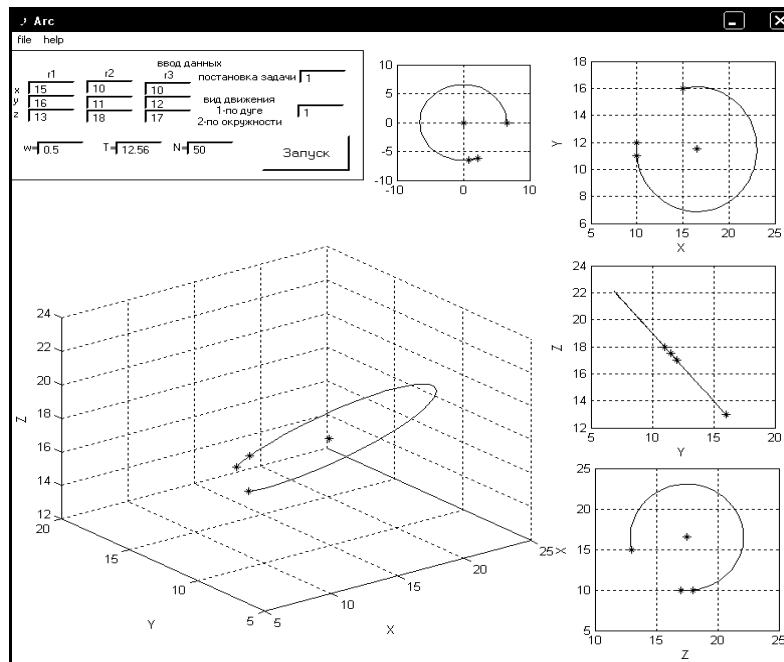 Arc
file help
ввод данных
r1 r2 r3 постановка задачи 1
x 15 10 10
y 16 11 12
z 13 18 17
вид движения
1-по дуге 1
2-по окружности
w= 0.5 T= 12.56 N= 50
Запуск
10
5
0
-5
-10
-10 0 10
18
16
14
12
10
8
6
Y
5 10 15 20 25
X
24
22
20
18
16
14
12
Z
5 10 15 20
Y
24
22
20
18
16
14
12
Z
20
15
10
5
Y
5
10
15
20
25
X
25
20
15
10
5
X
10 15 20 25
Z